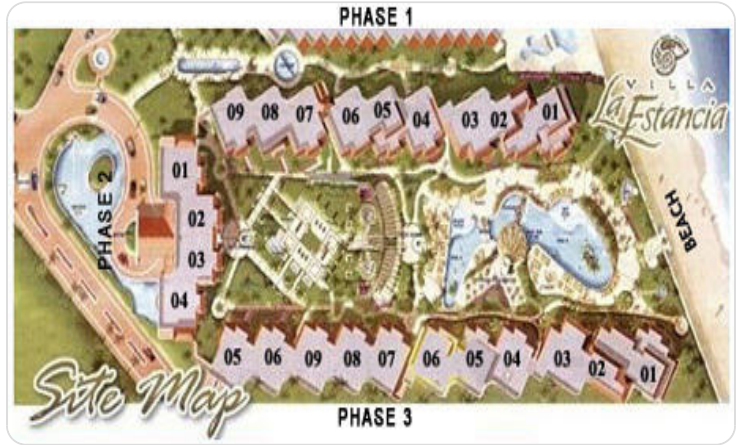 PHASE 1
VILLA
La Estancia
09 08 07 06 05 04 03 02 01
01
02
03
04
PHASE 2
BEACH
05 06 09 08 07 06 05 04 03 02 01
Site Map
PHASE 3